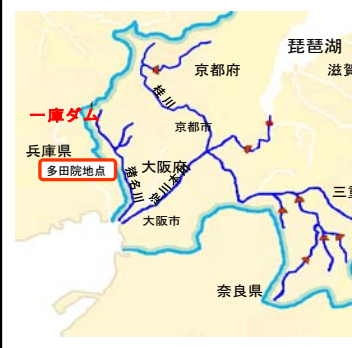 琵琶湖
京都府
滋賀
桂川
一庫ダム
京都市
兵庫県
大阪府
多田院地点
猪名川
淀川本川
三重
大阪市
奈良県